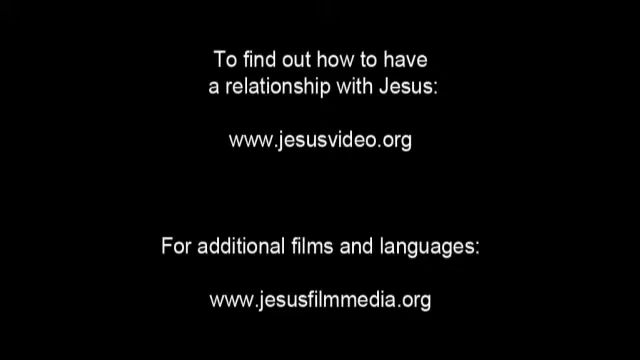 To find out how to have
a relationship with Jesus:
www.jesusvideo.org
For additional films and languages:
www.jesusfilmmedia.org